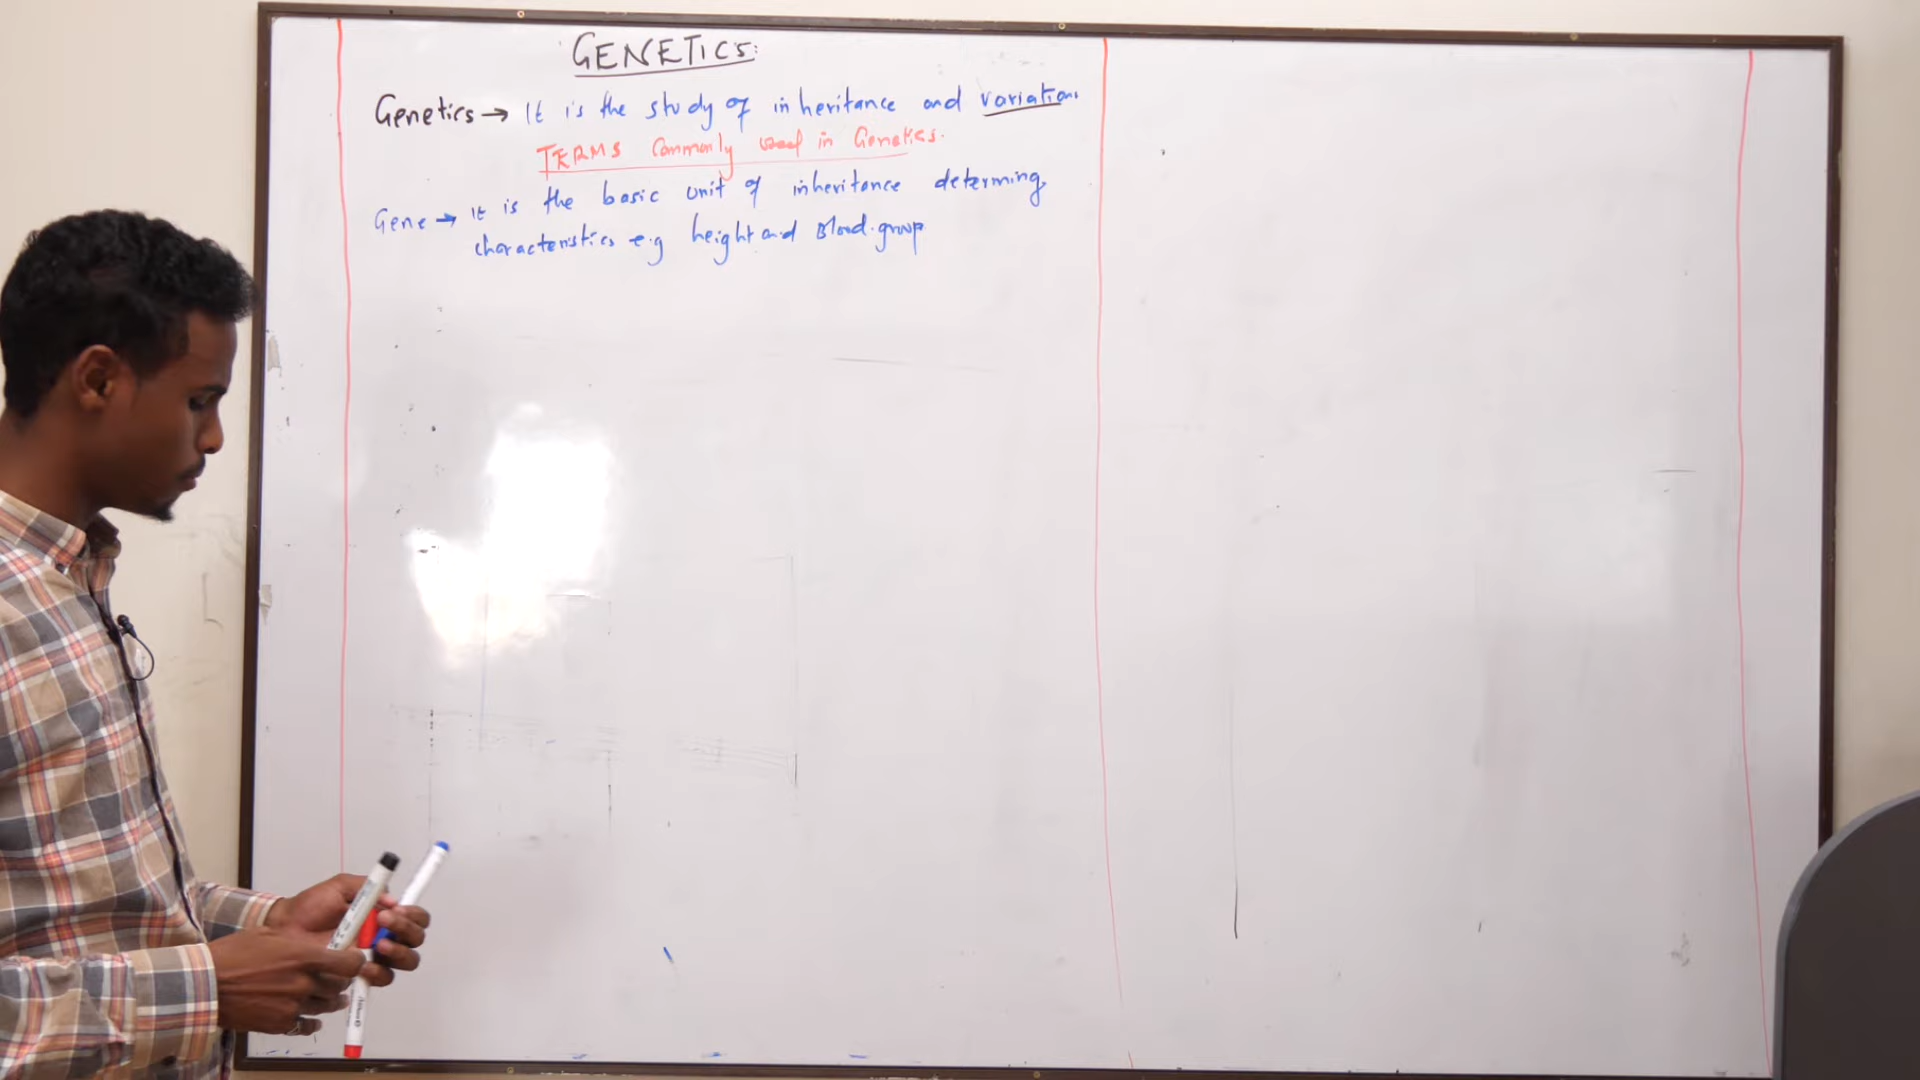 GENETICS:
Genetics → It is the study of inheritance and variation.
TERMS Commonly used in Genetics.
Gene → It is the basic unit of inheritance determing
characteristics e.g height and Blood group